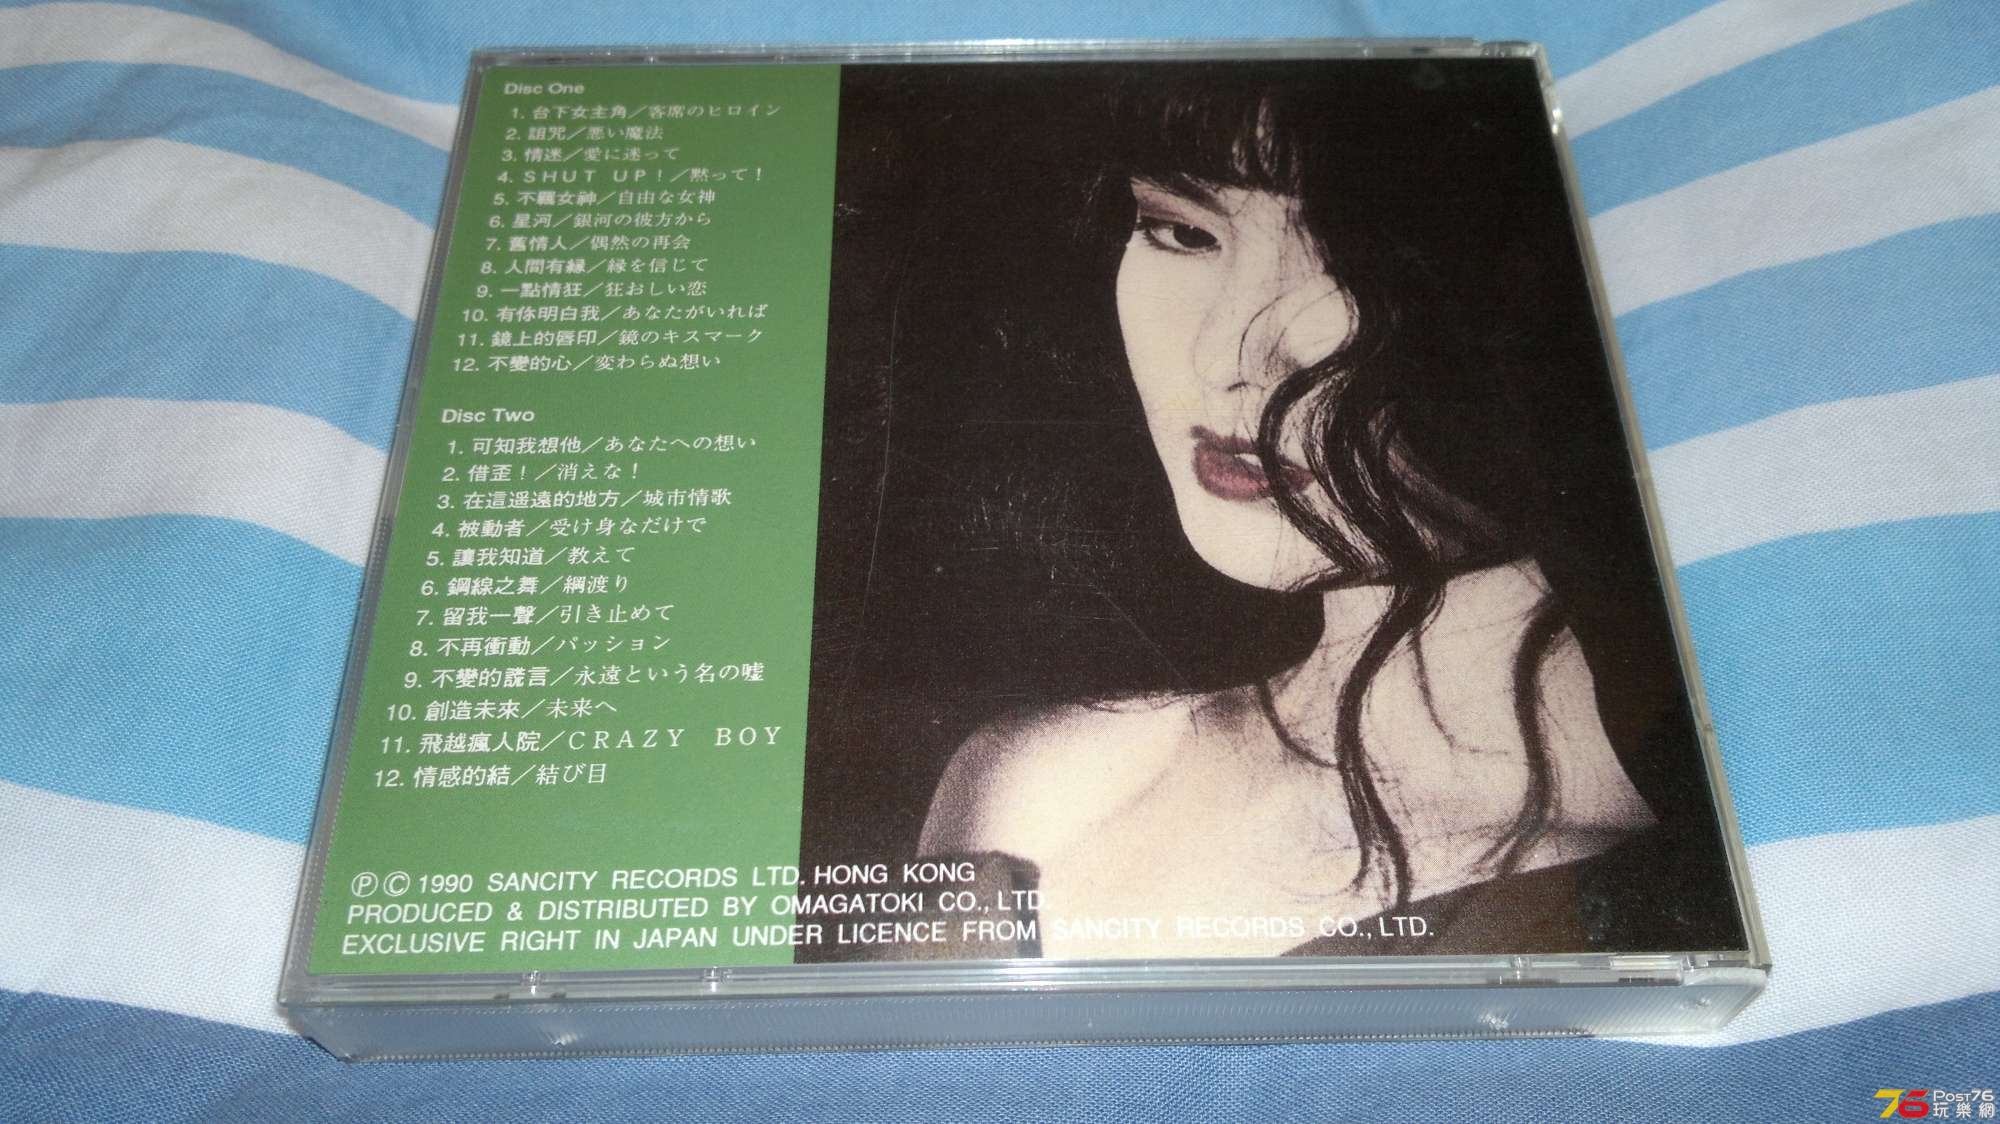 Disc One
1. 台下女主角／客席のヒロイン
2. 詛咒／悪い魔法
3. 情迷／愛に迷って
4. ＳＨＵＴ　ＵＰ！／黙って！
5. 不羈女神／自由な女神
6. 星河／銀河の彼方から
7. 舊情人／偶然の再会
8. 人間有縁／縁を信じて
9. 一點情狂／狂おしい恋
10. 有你明白我／あなたがいれば
11. 鏡上的唇印／鏡のキスマーク
12. 不變的心／変わらぬ想い
Disc Two
1. 可知我想他／あなたへの想い
2. 借歪！／消えな！
3. 在這遥遠的地方／城市情歌
4. 被動者／受け身なだけで
5. 讓我知道／教えて
6. 鋼線之舞／綱渡り
7. 留我一聲／引き止めて
8. 不再衝動／パッション
9. 不變的謊言／永遠という名の嘘
10. 創造未來／未来へ
11. 飛越瘋人院／ＣＲＡＺＹ　ＢＯＹ
12. 情感的結／結び目
Ⓟ Ⓒ 1990 SANCITY RECORDS LTD. HONG KONG
PRODUCED & DISTRIBUTED BY OMAGATOKI CO., LTD.
EXCLUSIVE RIGHT IN JAPAN UNDER LICENCE FROM SANCITY RECORDS CO., LTD.
76 Post76
玩樂網